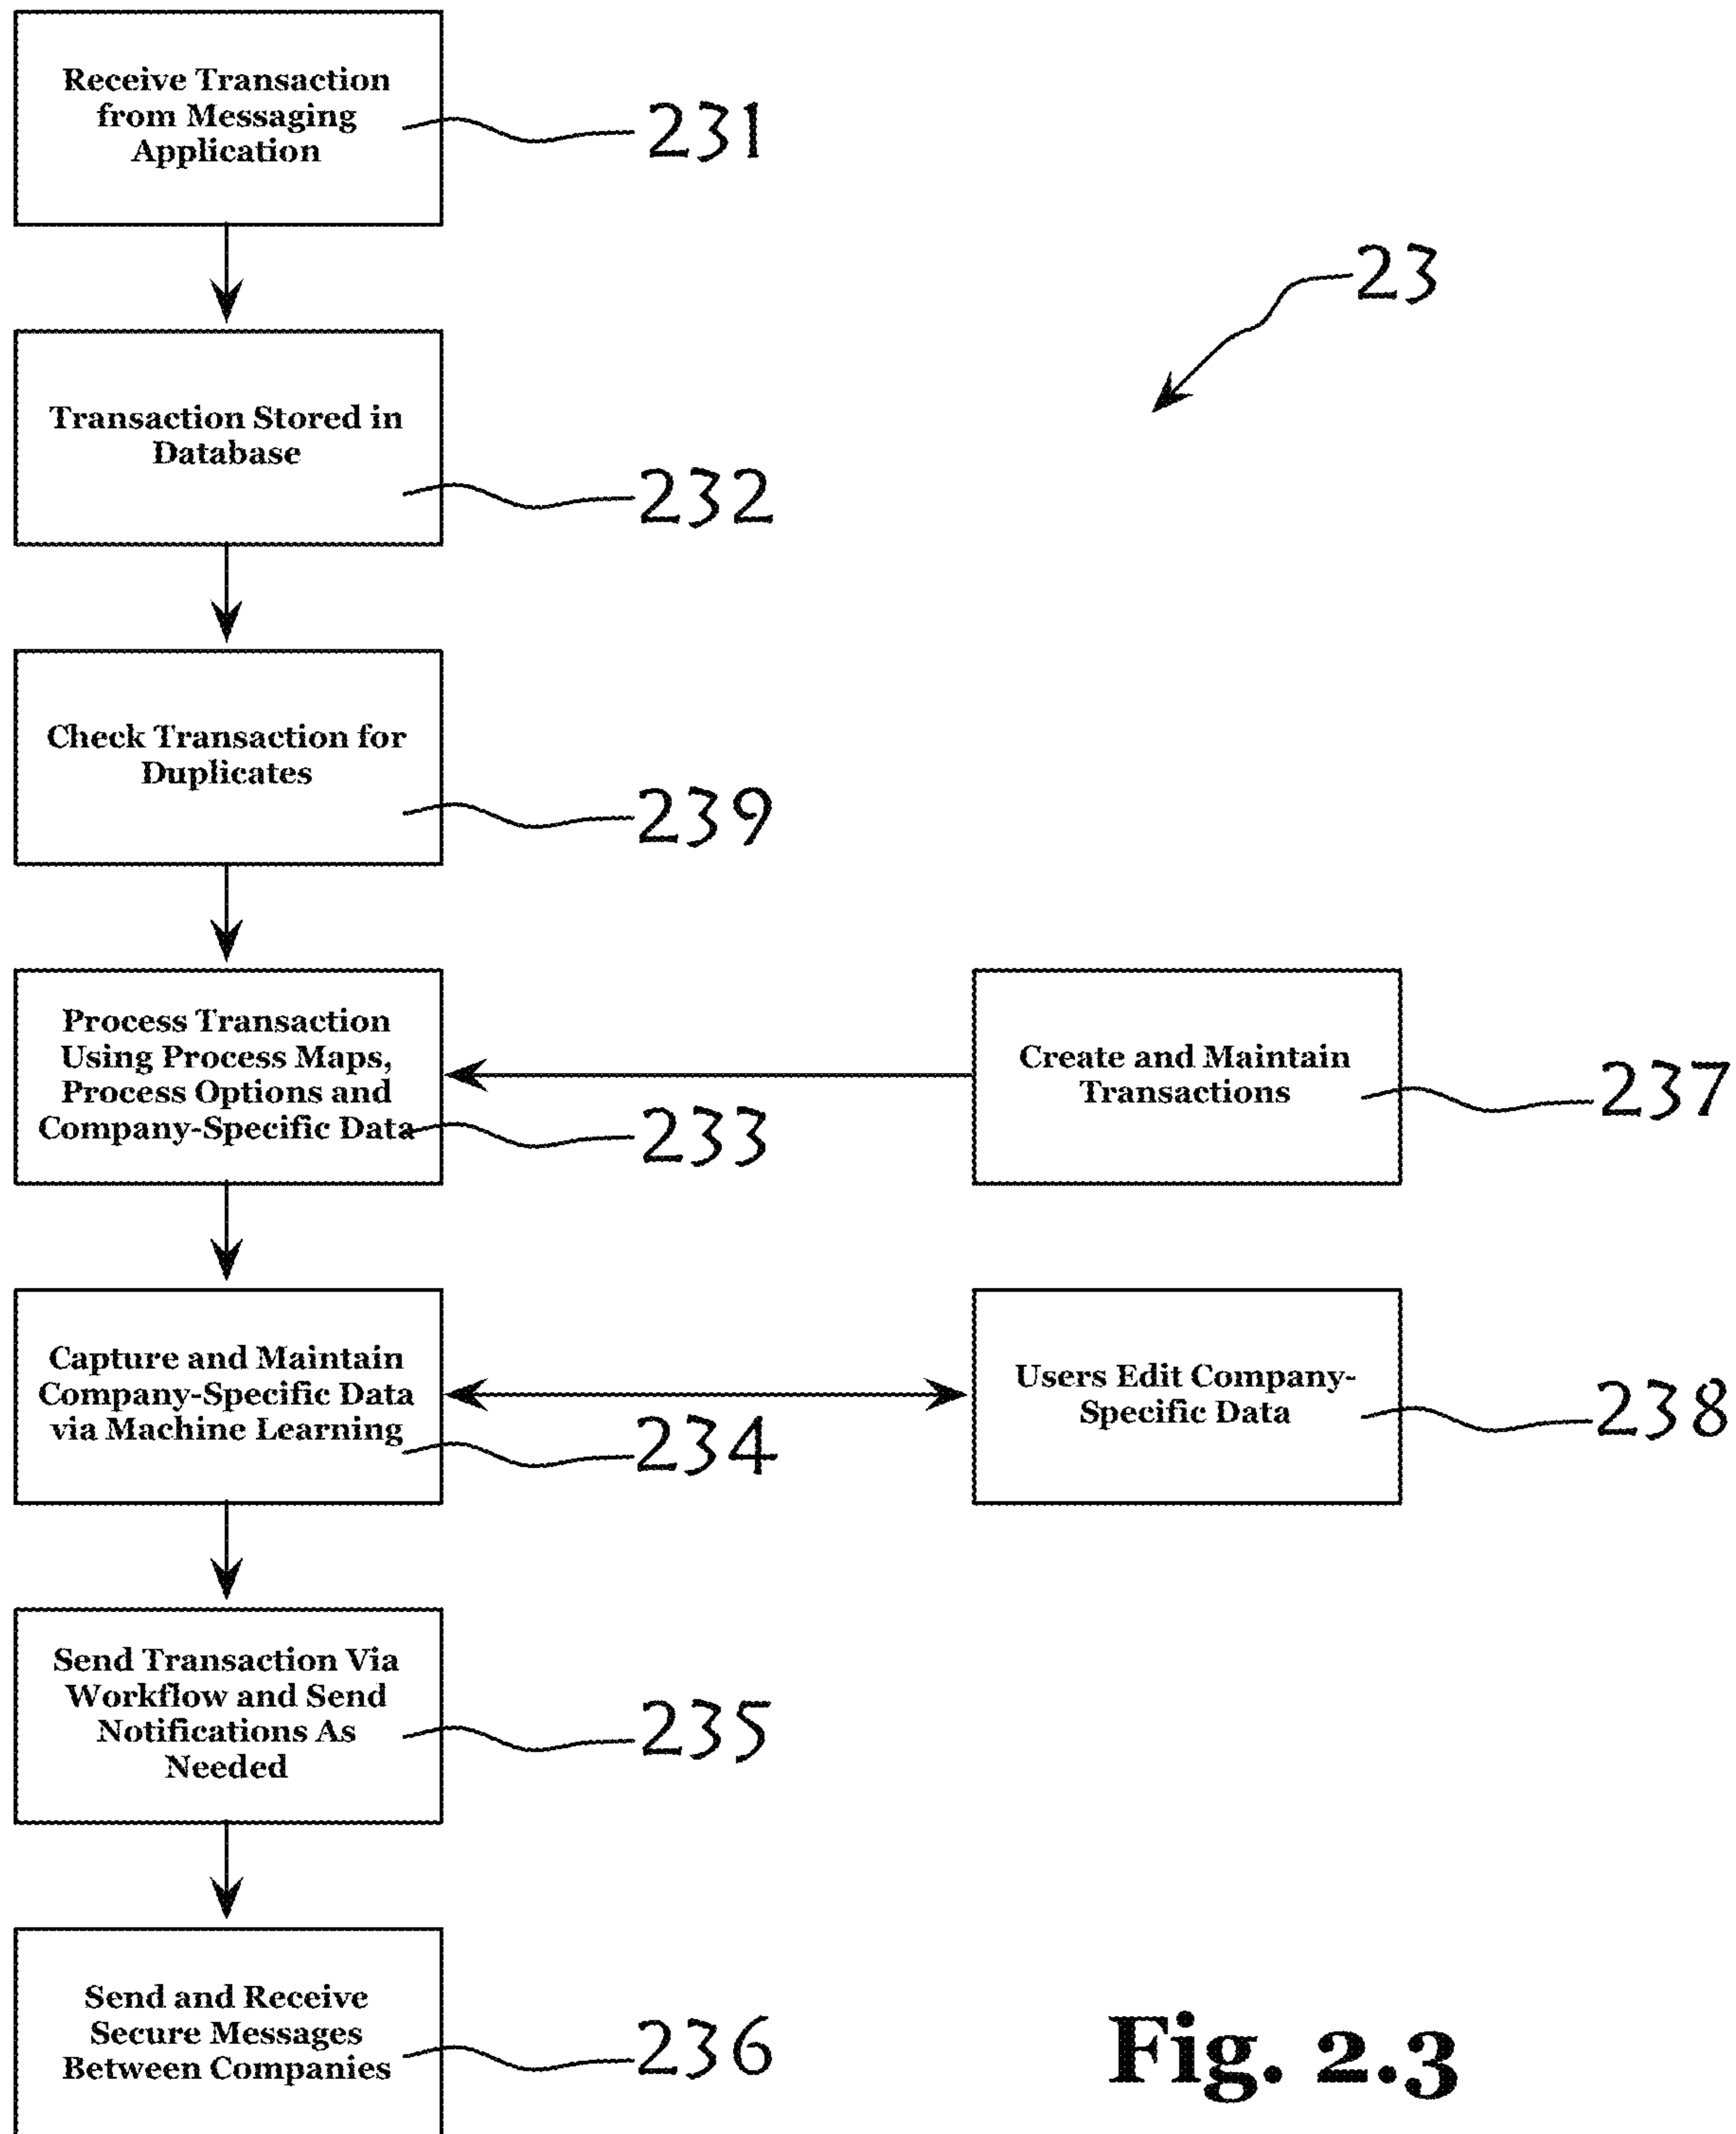 Receive Transaction
from Messaging
Application
231
23
Transaction Stored in
Database
232
Check Transaction for
Duplicates
239
Process Transaction
Using Process Maps,
Process Options and
Company-Specific Data
233
Create and Maintain
Transactions
237
Capture and Maintain
Company-Specific Data
via Machine Learning
234
Users Edit Company-
Specific Data
238
Send Transaction Via
Workflow and Send
Notifications As
Needed
235
Send and Receive
Secure Messages
Between Companies
236
Fig. 2.3